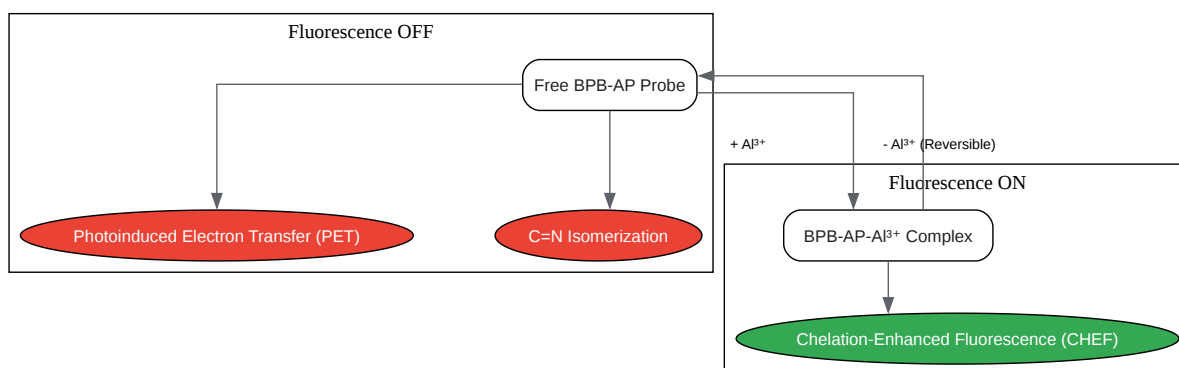 Fluorescence OFF
Free BPB-AP Probe
+ Al³⁺
- Al³⁺ (Reversible)
Fluorescence ON
Photoinduced Electron Transfer (PET)
C=N Isomerization
BPB-AP-Al³⁺ Complex
Chelation-Enhanced Fluorescence (CHEF)